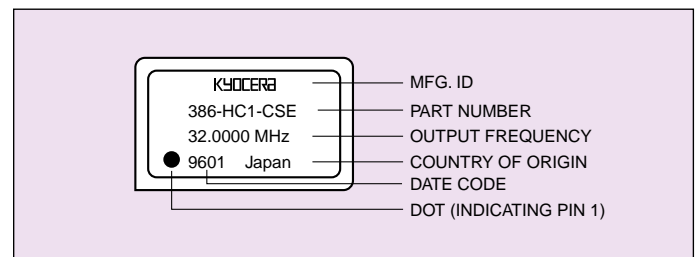 KYOCERA MFG. ID
386-HC1-CSE PART NUMBER
32.0000 MHz OUTPUT FREQUENCY
9601 Japan COUNTRY OF ORIGIN
DATE CODE
DOT (INDICATING PIN 1)